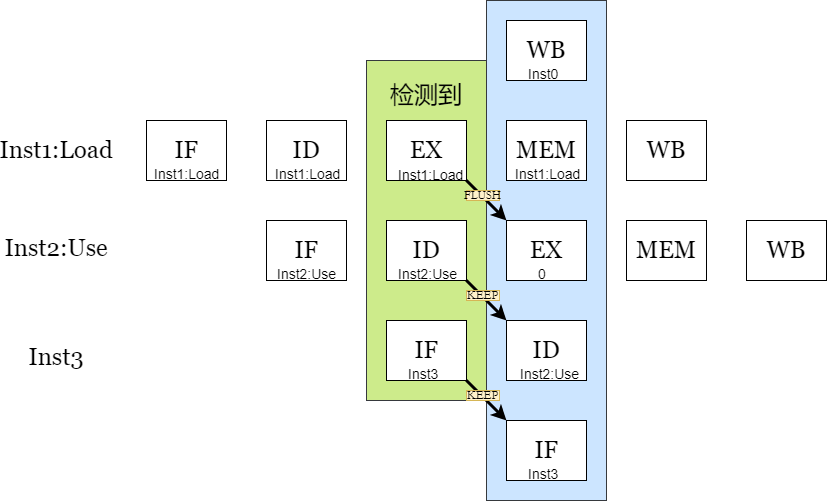 WB
Inst0
检测到
Inst1:Load
IF
Inst1:Load
ID
Inst1:Load
EX
Inst1:Load
MEM
Inst1:Load
WB
FLUSH
Inst2:Use
IF
Inst2:Use
ID
Inst2:Use
EX
0
MEM
WB
KEEP
Inst3
IF
Inst3
ID
Inst2:Use
KEEP
IF
Inst3